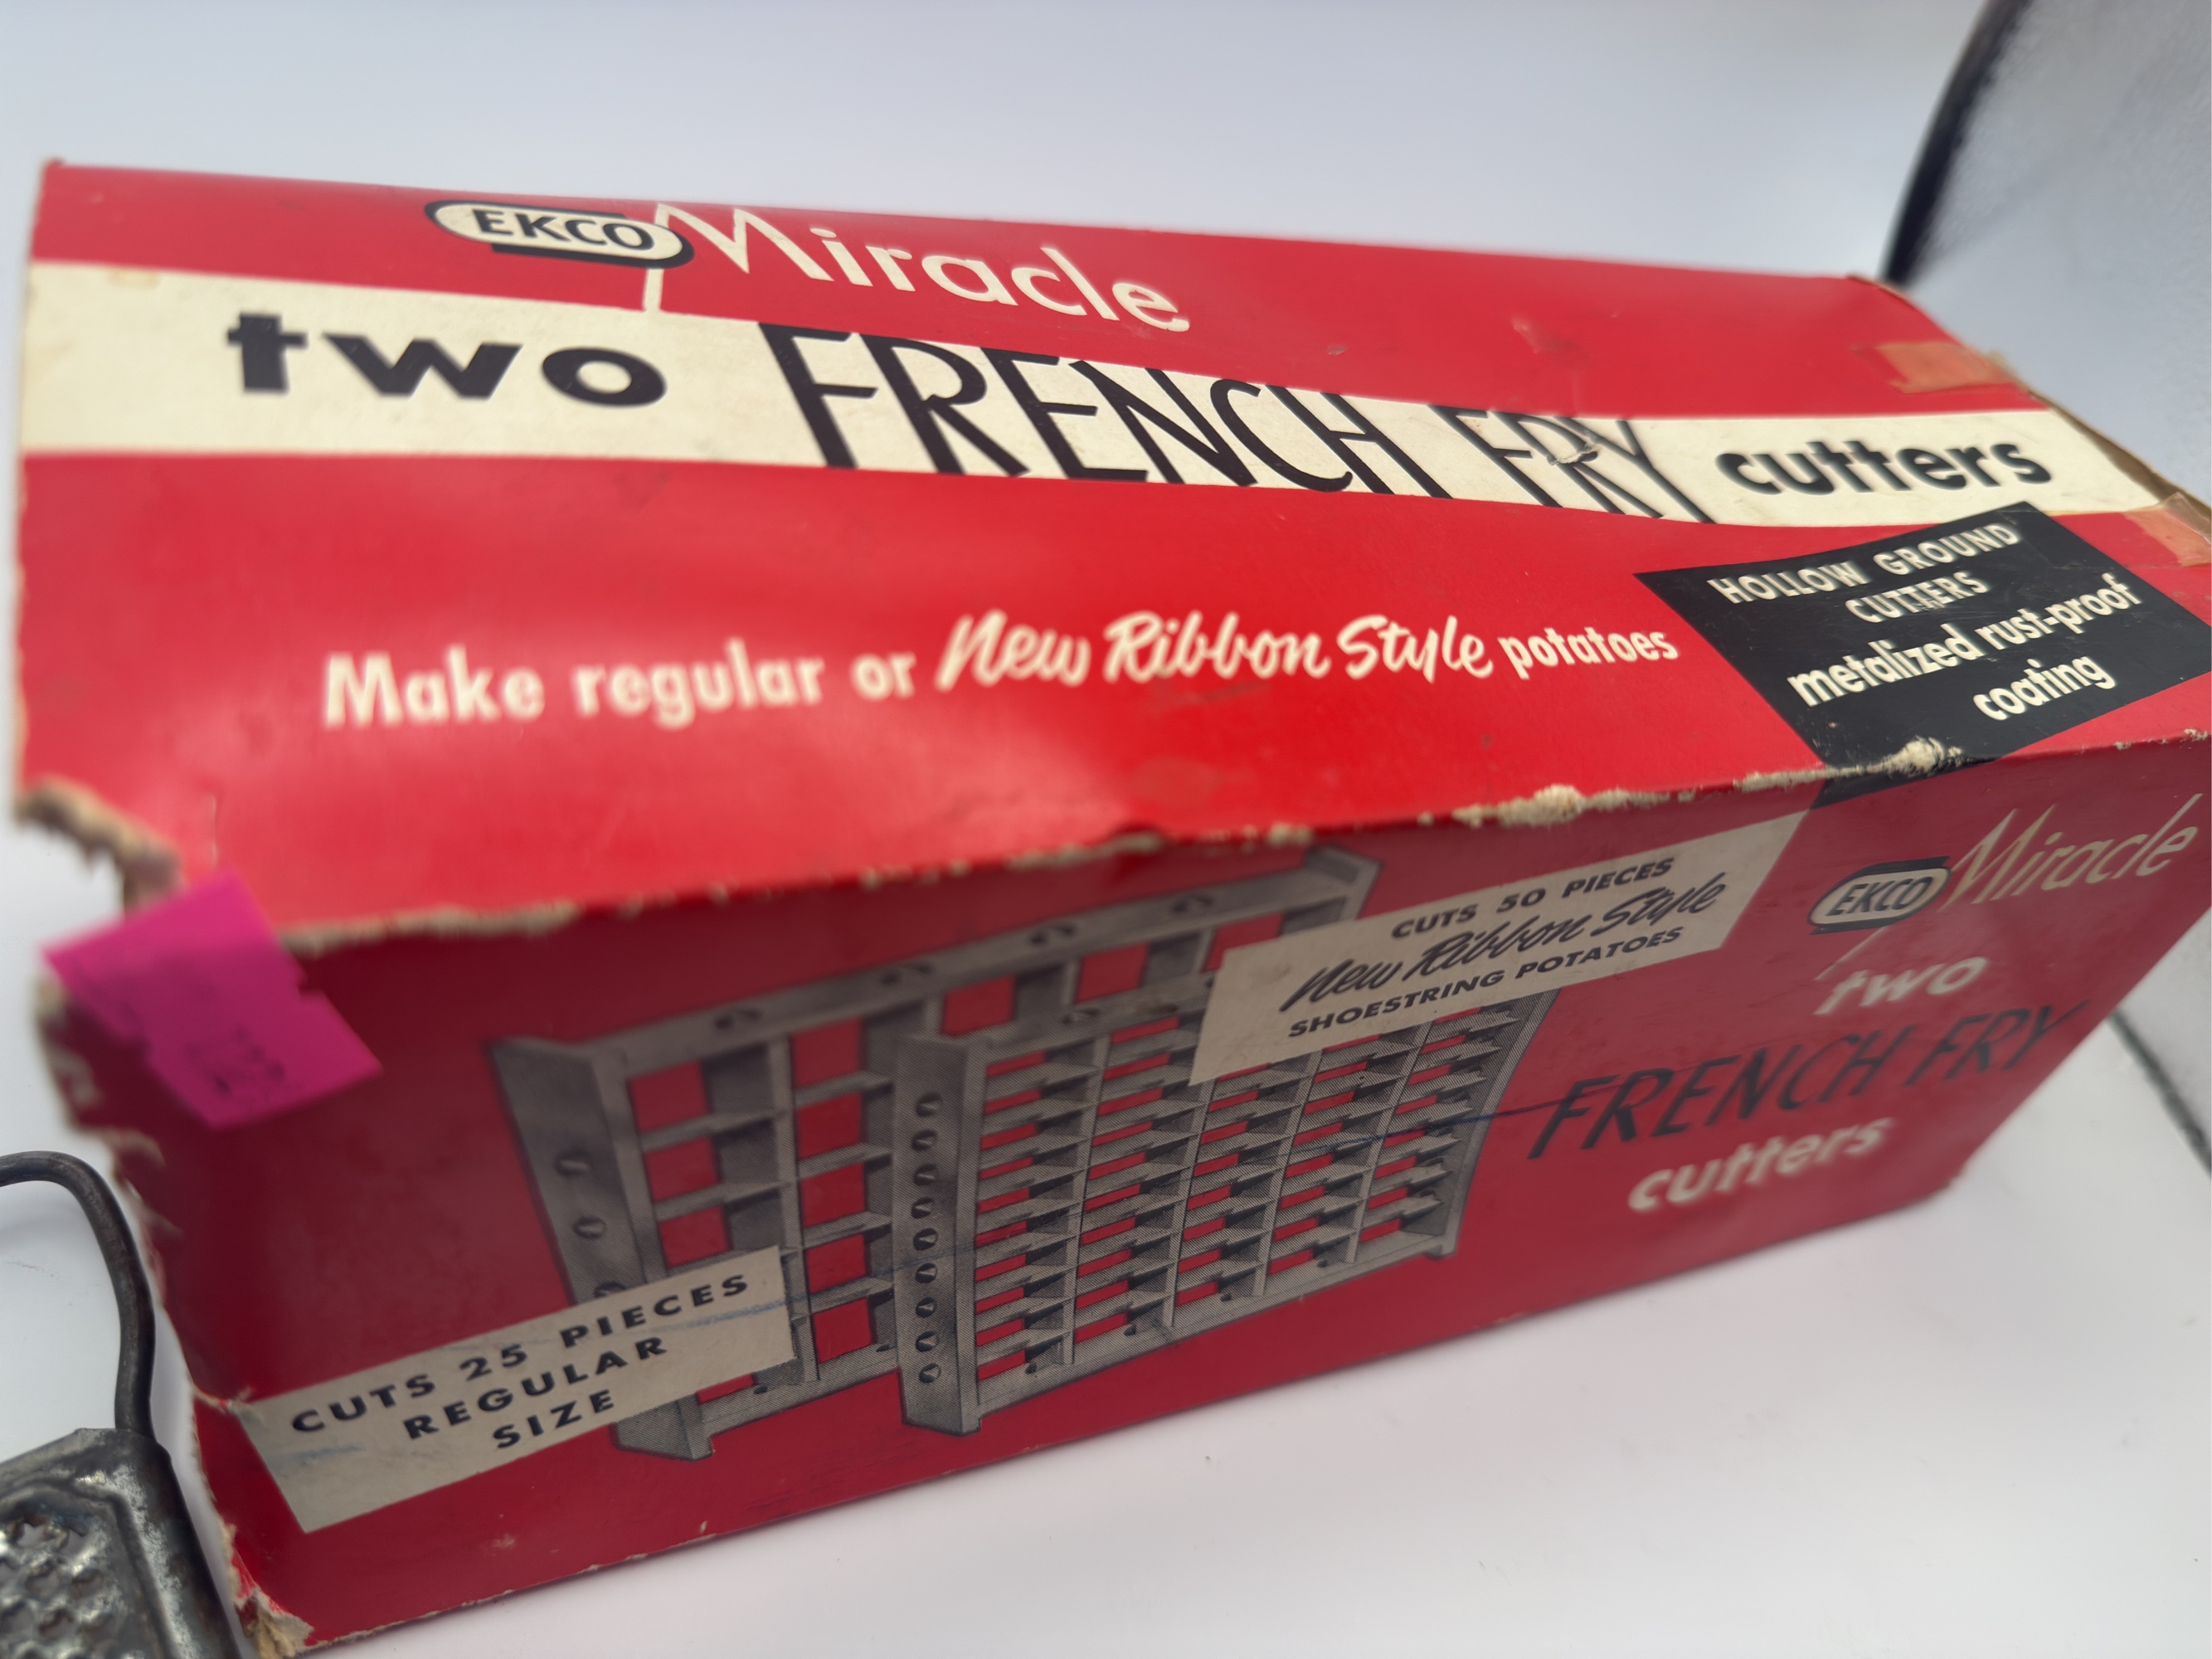 EKCO Miracle
two FRENCH FRY cutters
Make regular or New Ribbon Style potatoes
HOLLOW GROUND
CUTTERS
metalized rust-proof
coating
CUTS 50 PIECES
New Ribbon Style
SHOESTRING POTATOES
EKCO Miracle
two
FRENCH FRY
cutters
CUTS 25 PIECES
REGULAR
SIZE